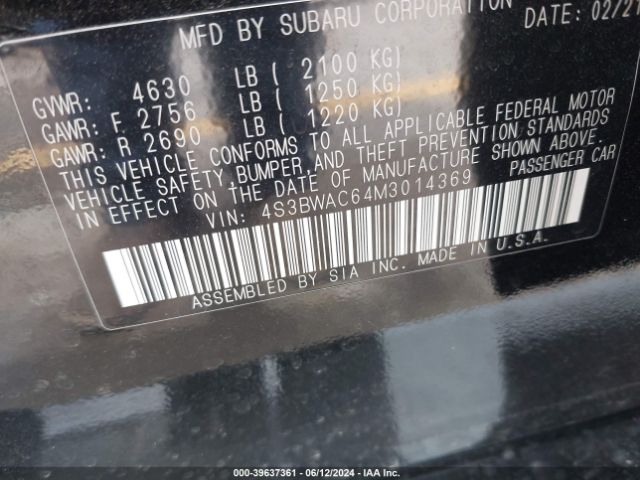 MFD BY SUBARU CORPORATION DATE: 02/21
GVWR: 4630 LB ( 2100 KG)
GAWR: F 2756 LB ( 1250 KG)
GAWR: R 2690 LB ( 1220 KG)
THIS VEHICLE CONFORMS TO ALL APPLICABLE FEDERAL MOTOR
VEHICLE SAFETY,BUMPER,AND THEFT PREVENTION STANDARDS
IN EFFECT ON THE DATE OF MANUFACTURE SHOWN ABOVE.
VIN: 4S3BWAC64M3014369 PASSENGER CAR
ASSEMBLED BY SIA INC. MADE IN U.S.A.
000-39637361 - 06/12/2024 - IAA Inc.